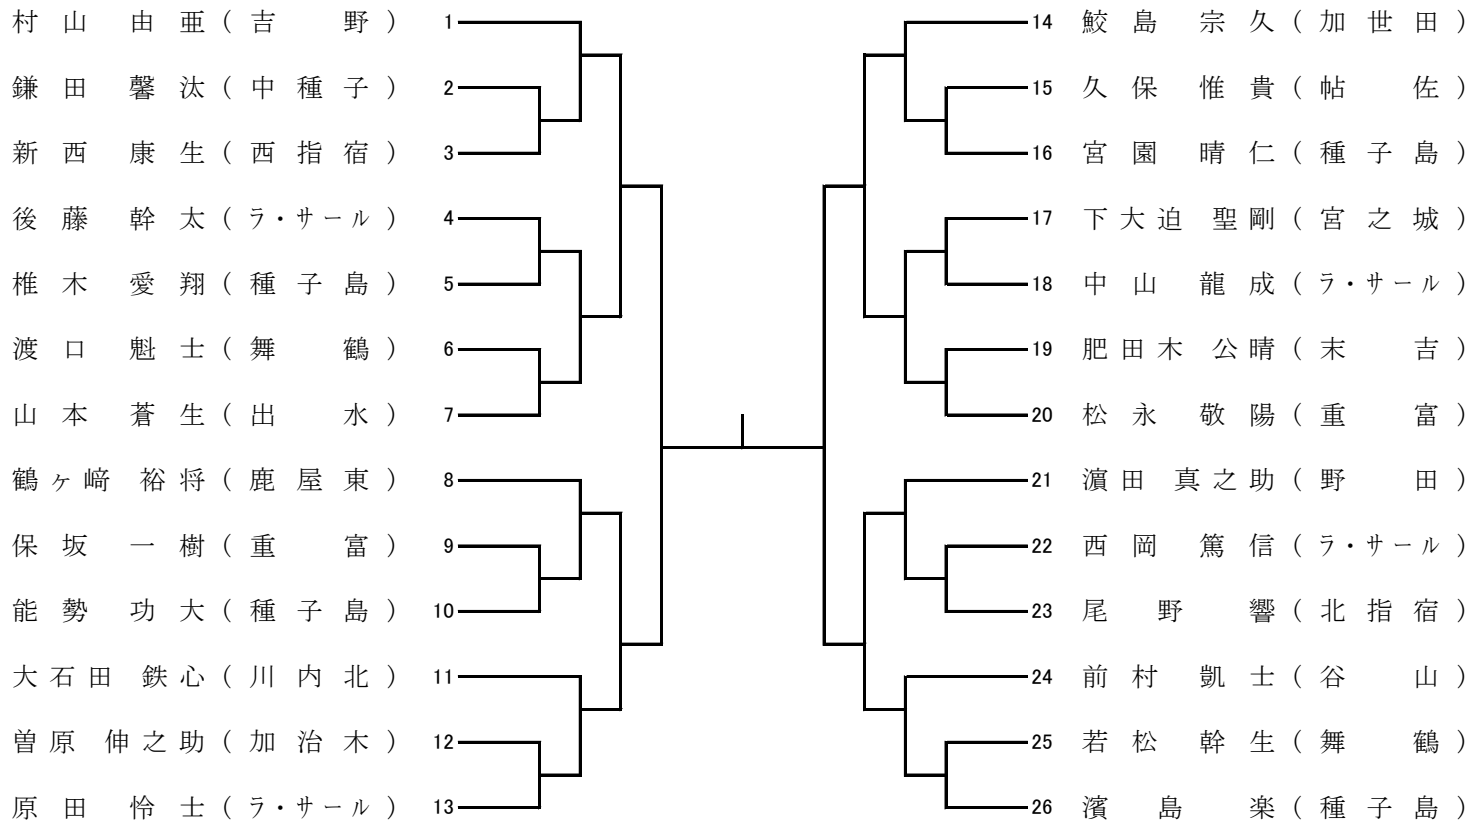 村山 由亜(吉野) 1
鎌田 馨汰(中種子) 2
新西 康生(西指宿) 3
後藤 幹太(ラ・サール) 4
椎木 愛翔(種子島) 5
渡口 魁士(舞鶴) 6
山本 蒼生(出水) 7
鶴ヶ﨑 裕将(鹿屋東) 8
保坂 一樹(重富) 9
能勢 功大(種子島) 10
大石田 鉄心(川内北) 11
曽原 伸之助(加治木) 12
原田 怜士(ラ・サール) 13
14 鮫島 宗久(加世田)
15 久保 惟貴(帖佐)
16 宮園 晴仁(種子島)
17 下大迫 聖剛(宮之城)
18 中山 龍成(ラ・サール)
19 肥田木 公晴(末吉)
20 松永 敬陽(重富)
21 濵田 真之助(野田)
22 西岡 篤信(ラ・サール)
23 尾野 響(北指宿)
24 前村 凱士(谷山)
25 若松 幹生(舞鶴)
26 濱島 楽(種子島)